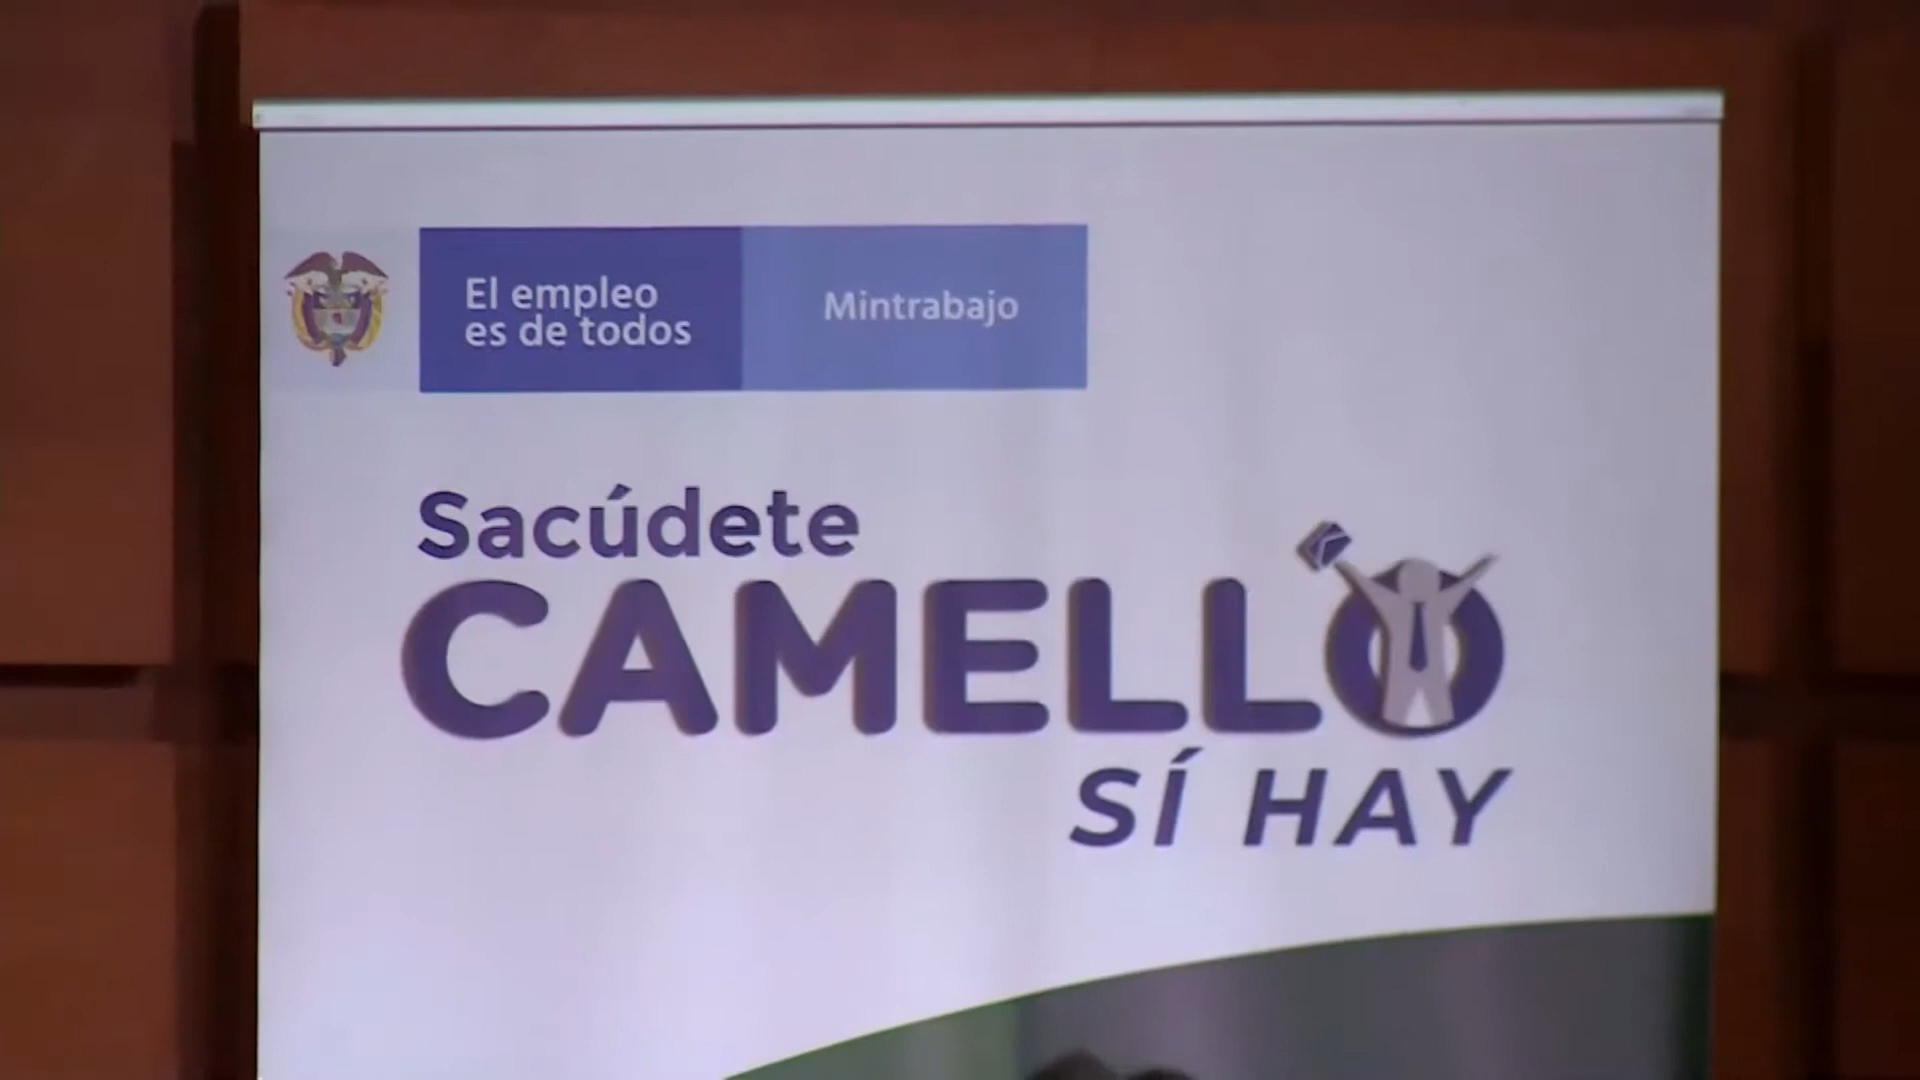 El empleo
es de todos
Mintrabajo
Sacúdete
CAMELLO
SÍ HAY